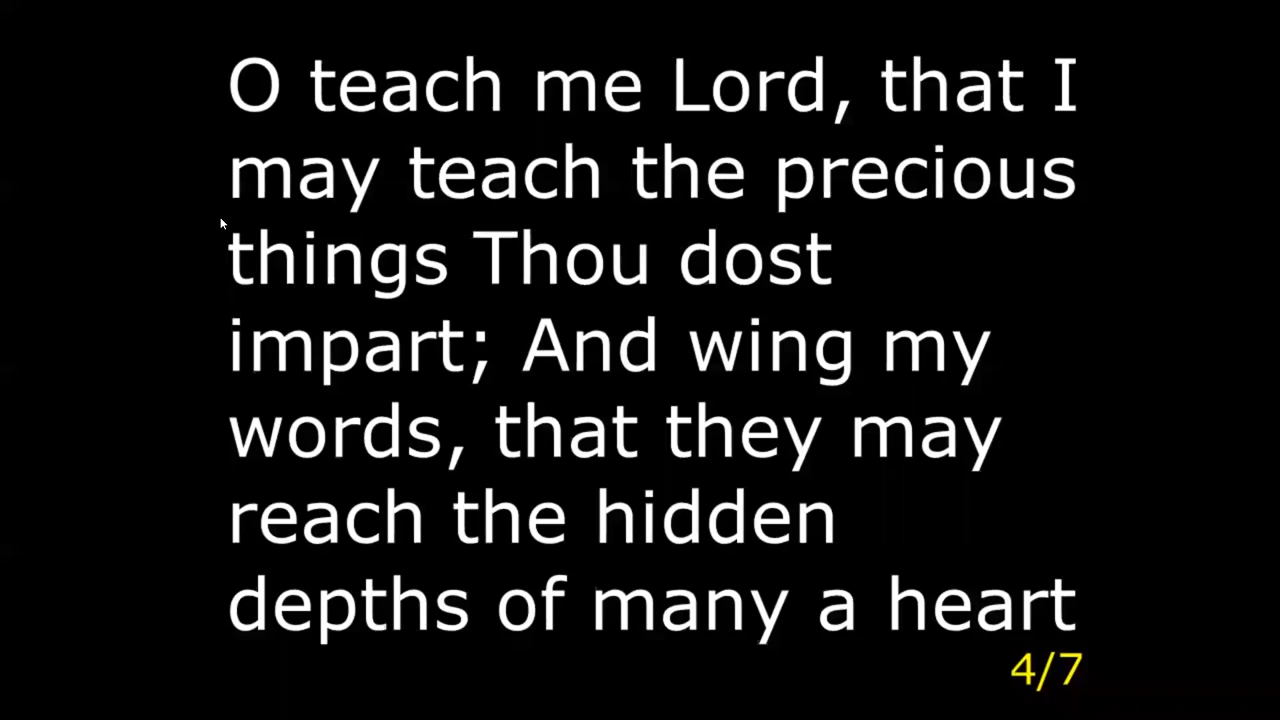 O teach me Lord, that I
may teach the precious
things Thou dost
impart; And wing my
words, that they may
reach the hidden
depths of many a heart
4/7